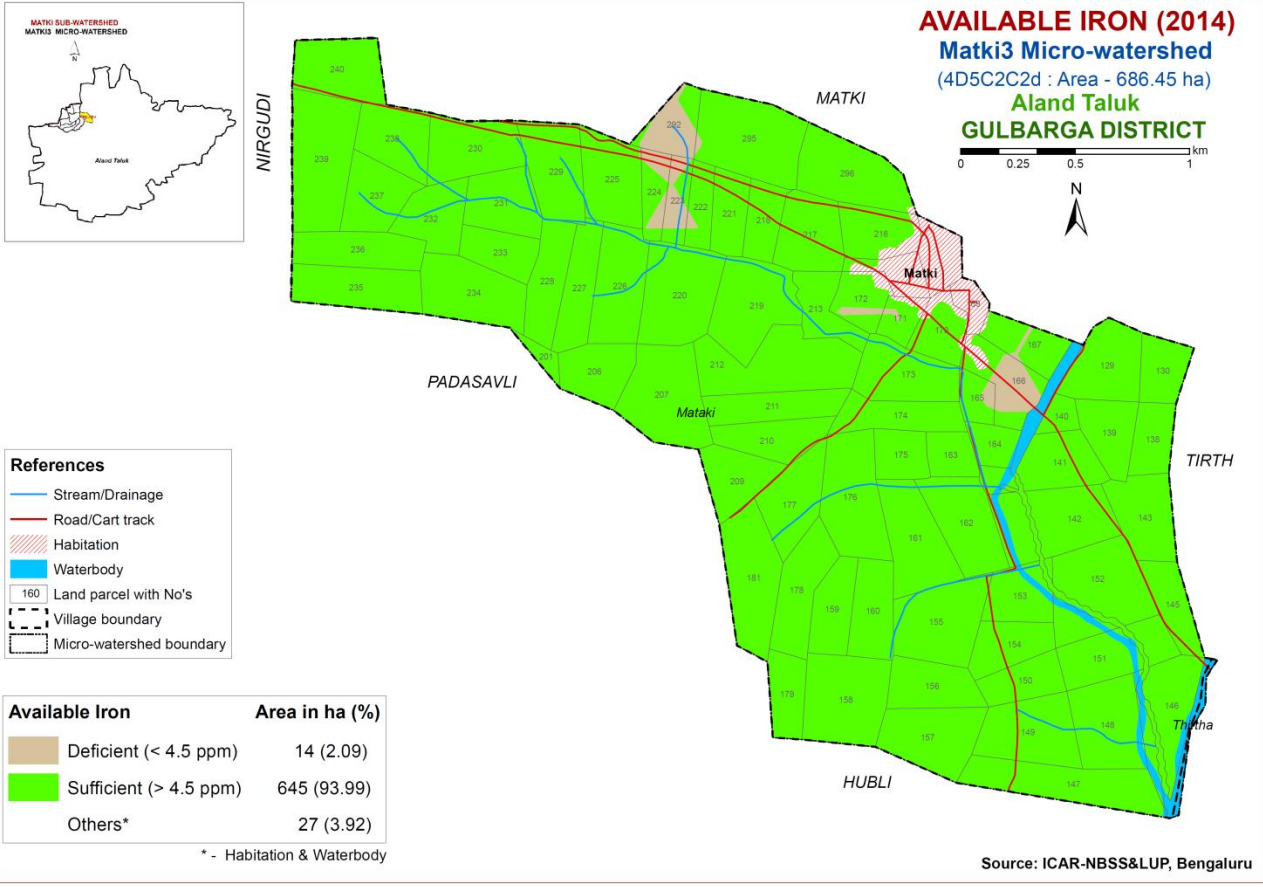 MATKI SUB-WATERSHED
MATKI3 MICRO-WATERSHED
N
Aland Taluk
AVAILABLE IRON (2014)
Matki3 Micro-watershed
(4D5C2C2d : Area - 686.45 ha)
Aland Taluk
GULBARGA DISTRICT
0 0.25 0.5 1 km
N
NIRGUDI
MATKI
PADASAVLI
Mataki
Matki
TIRTH
HUBLI
240
292
295
296
238
230
239
229
225
224
223
222
221
218
217
216
237
232
231
236
233
235
234
228
227
226
220
219
213
172
171
167
166
165
129
130
201
206
207
212
211
210
173
174
140
139
138
164
141
209
175
163
177
176
162
161
142
143
181
178
159
160
155
153
152
145
154
151
150
179
158
156
157
149
148
146
147
References
Stream/Drainage
Road/Cart track
Habitation
Waterbody
160 Land parcel with No's
Village boundary
Micro-watershed boundary
Available Iron Area in ha (%)
Deficient (< 4.5 ppm) 14 (2.09)
Sufficient (> 4.5 ppm) 645 (93.99)
Others* 27 (3.92)
* - Habitation & Waterbody
Source: ICAR-NBSS&LUP, Bengaluru